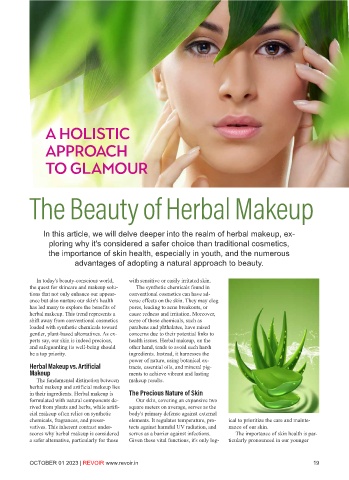 A HOLISTIC
APPROACH
TO GLAMOUR
The Beauty of Herbal Makeup
In this article, we will delve deeper into the realm of herbal makeup, ex-
ploring why it's considered a safer choice than traditional cosmetics,
the importance of skin health, especially in youth, and the numerous
advantages of adopting a natural approach to beauty.
In today's beauty-conscious world,
the quest for skincare and makeup solu-
tions that not only enhance our appear-
ance but also nurture our skin's health
has led many to explore the benefits of
herbal makeup. This trend represents a
shift away from conventional cosmetics
loaded with synthetic chemicals toward
gentler, plant-based alternatives. As ex-
perts say, our skin is indeed precious,
and safeguarding its well-being should
be a top priority.
Herbal Makeup vs. Artificial
Makeup
The fundamental distinction between
herbal makeup and artificial makeup lies
in their ingredients. Herbal makeup is
formulated with natural components de-
rived from plants and herbs, while artifi-
cial makeup often relies on synthetic
chemicals, fragrances, and preser-
vatives. This inherent contrast under-
scores why herbal makeup is considered
a safer alternative, particularly for those
with sensitive or easily irritated skin.
The synthetic chemicals found in
conventional cosmetics can have ad-
verse effects on the skin. They may clog
pores, leading to acne breakouts, or
cause redness and irritation. Moreover,
some of these chemicals, such as
parabens and phthalates, have raised
concerns due to their potential links to
health issues. Herbal makeup, on the
other hand, tends to avoid such harsh
ingredients. Instead, it harnesses the
power of nature, using botanical ex-
tracts, essential oils, and mineral pig-
ments to achieve vibrant and lasting
makeup results.
The Precious Nature of Skin
Our skin, covering an expansive two
square meters on average, serves as the
body's primary defense against external
elements. It regulates temperature, pro-
tects against harmful UV radiation, and
serves as a barrier against infections.
Given these vital functions, it's only log-
ical to prioritize the care and mainte-
nance of our skin.
The importance of skin health is par-
ticularly pronounced in our younger
OCTOBER 01 2023 | REVOIR www.revoir.in 19